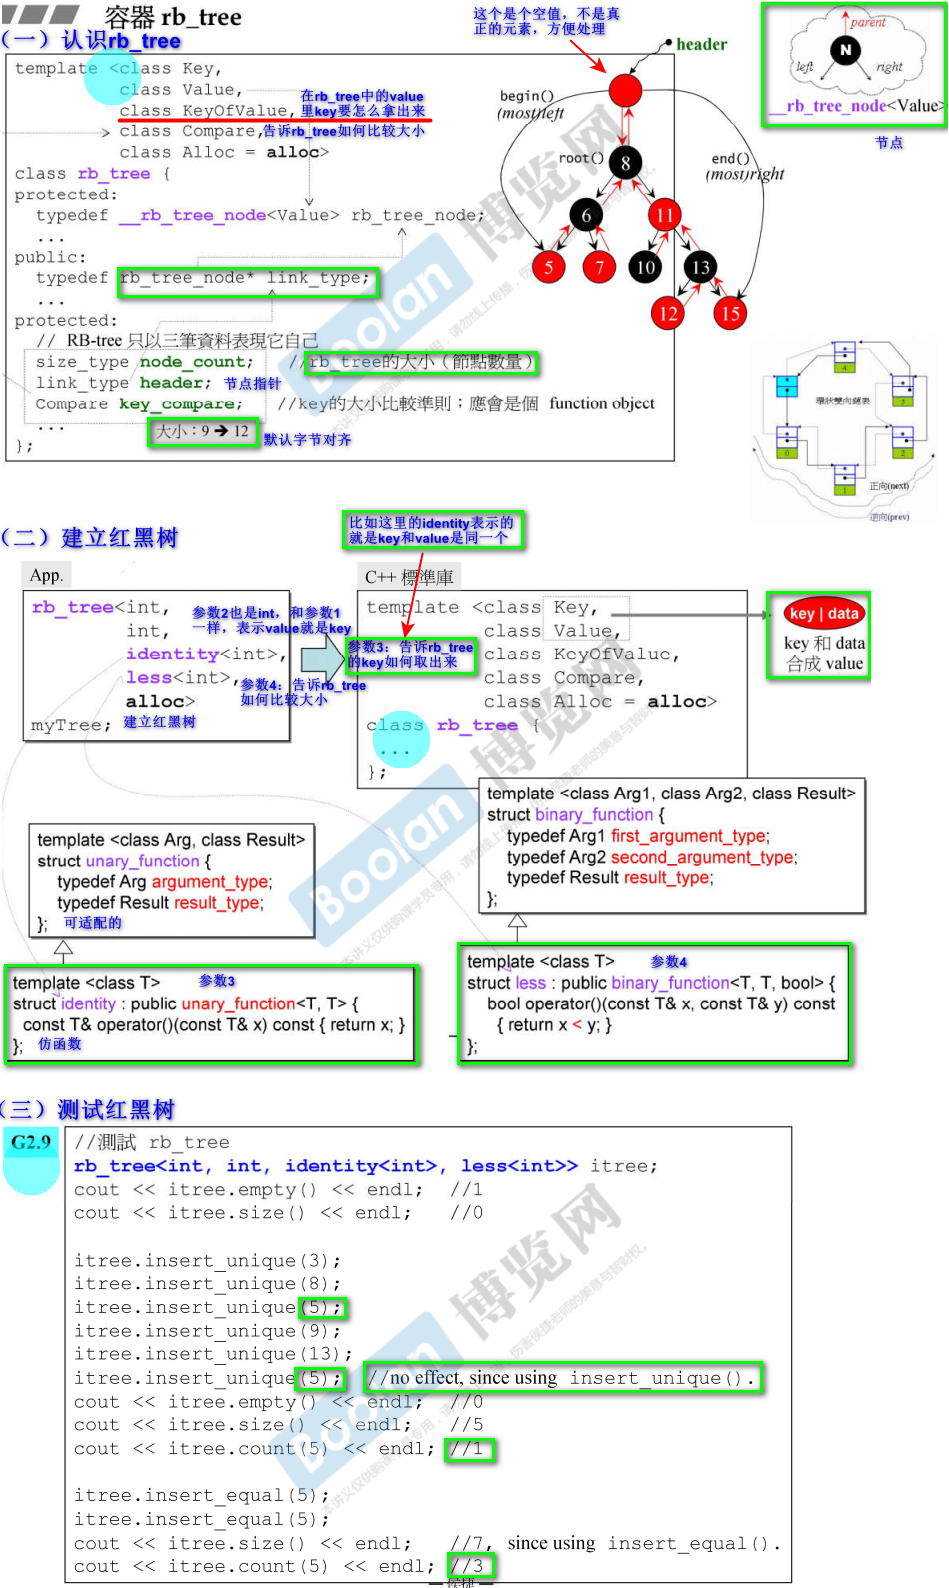 容器 rb_tree
（一）认识rb_tree
template <class Key,
class Value,
class KeyOfValue,
class Compare,
class Alloc = alloc>
在rb_tree中的value
里key要怎么拿出来
告诉rb_tree如何比较大小
class rb_tree {
protected:
typedef __rb_tree_node<Value> rb_tree_node;
...
public:
typedef rb_tree_node* link_type;
...
protected:
// RB-tree 只以三筆資料表現它自己
size_type node_count; //rb_tree的大小（節點數量）
link_type header; 节点指针
Compare key_compare; //key的大小比較準則；應會是個 function object
...
};
大小：9 ➔ 12
默认字节对齐
这个是个空值，不是真
正的元素，方便处理
header
begin()
(most)left
root()
end()
(most)right
8
6
11
5
7
10
13
12
15
parent
N
left
right
__rb_tree_node<Value>
节点
4
環狀雙向鏈表
3
0
2
1
正向(next)
逆向(prev)
（二）建立红黑树
比如这里的identity表示的
就是key和value是同一个
App.
rb_tree<int,
int,
identity<int>,
less<int>,
alloc>
myTree;
建立红黑树
参数2也是int，和参数1
一样，表示value就是key
参数4：告诉rb_tree
如何比较大小
参数3：告诉rb_tree
的key如何取出来
C++ 標準庫
template <class Key,
class Value,
class KeyOfValue,
class Compare,
class Alloc = alloc>
class rb_tree {
...
};
key | data
key 和 data
合成 value
template <class Arg, class Result>
struct unary_function {
typedef Arg argument_type;
typedef Result result_type;
};
可适配的
template <class Arg1, class Arg2, class Result>
struct binary_function {
typedef Arg1 first_argument_type;
typedef Arg2 second_argument_type;
typedef Result result_type;
};
template <class T> 参数3
struct identity : public unary_function<T, T> {
const T& operator()(const T& x) const { return x; }
}; 仿函数
template <class T> 参数4
struct less : public binary_function<T, T, bool> {
bool operator()(const T& x, const T& y) const
{ return x < y; }
};
（三）测试红黑树
G2.9
//測試 rb_tree
rb_tree<int, int, identity<int>, less<int>> itree;
cout << itree.empty() << endl; //1
cout << itree.size() << endl; //0
itree.insert_unique(3);
itree.insert_unique(8);
itree.insert_unique(5);
itree.insert_unique(9);
itree.insert_unique(13);
itree.insert_unique(5); //no effect, since using insert_unique().
cout << itree.empty() << endl; //0
cout << itree.size() << endl; //5
cout << itree.count(5) << endl; //1
itree.insert_equal(5);
itree.insert_equal(5);
cout << itree.size() << endl; //7, since using insert_equal().
cout << itree.count(5) << endl; //3
— 侯捷 —
Boolan 博览网
Boolan 博览网
Boolan 博览网